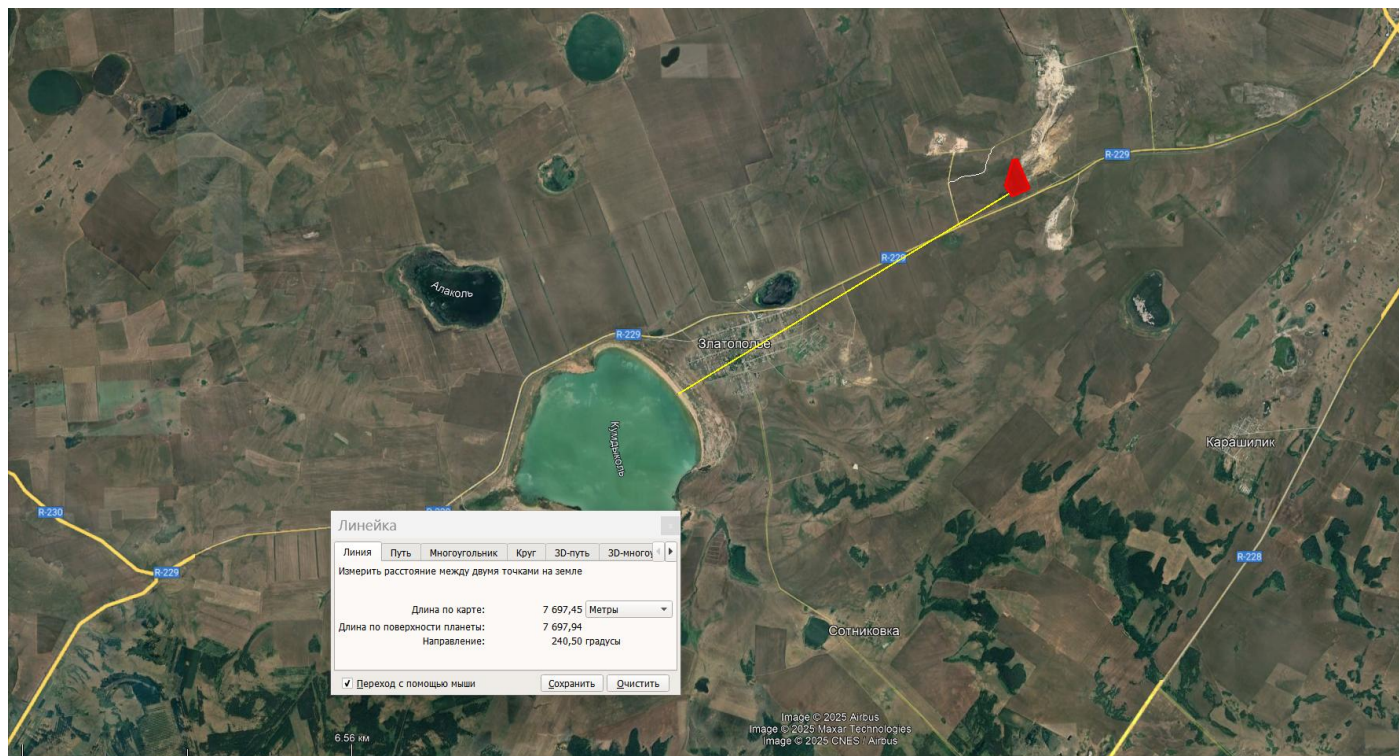 R-229
R-229
Алаколь
R-229
Златополье
Кумдыколь
Карашилик
R-230
R-229
R-228
Линейка
Линия Путь Многоугольник Круг 3D-путь 3D-многоу
Измерить расстояние между двумя точками на земле
Длина по карте: 7 697,45 Метры
Длина по поверхности планеты: 7 697,94
Направление: 240,50 градусы
Переход с помощью мыши Сохранить Очистить
Сотниковка
6.56 км
Image © 2025 Airbus
Image © 2025 Maxar Technologies
Image © 2025 CNES / Airbus